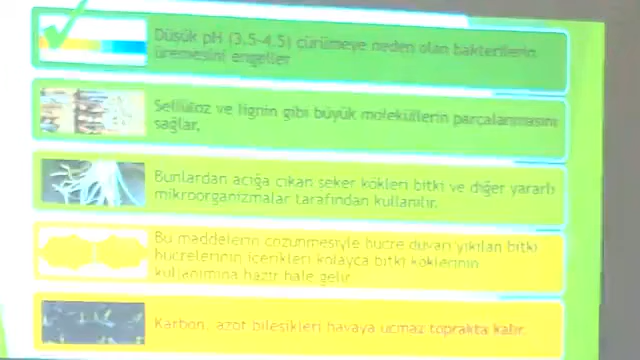 Düşük pH (3,5-4,5) çürümeye neden olan bakterilerin
üremesini engeller
Sellüloz ve lignin gibi büyük moleküllerin parçalanmasını
sağlar,
Bunlardan açığa çıkan şeker kökleri bitki ve diğer yararlı
mikroorganizmalar tarafından kullanılır.
Bu maddelerin çözünmesiyle hücre duvarı yıkılan bitki
hücrelerinin içerikleri kolayca bitki köklerinin
kullanımına hazır hale gelir.
Karbon, azot bileşikleri havaya uçmaz toprakta kalır.